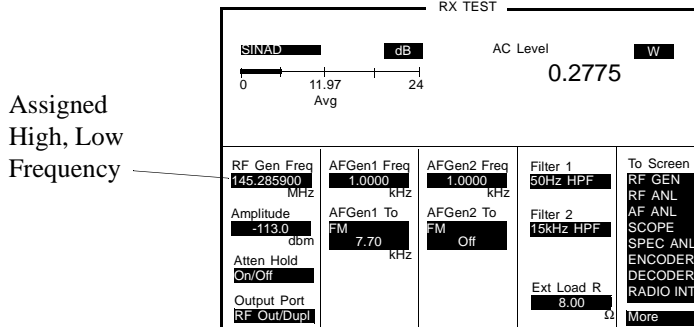 RX TEST
SINAD dB AC Level W
0.2775
0 11.97 24
Avg
Assigned
High, Low
Frequency
RF Gen Freq AFGen1 Freq AFGen2 Freq Filter 1 To Screen
145.285900 1.0000 1.0000 50Hz HPF RF GEN
MHz kHz kHz RF ANL
Amplitude AFGen1 To AFGen2 To Filter 2 AF ANL
-113.0 FM FM 15kHz HPF SCOPE
dbm 7.70 Off SPEC ANL
kHz ENCODER
Atten Hold DECODER
On/Off Ext Load R RADIO INT
Output Port 8.00
RF Out/Dupl Ω More